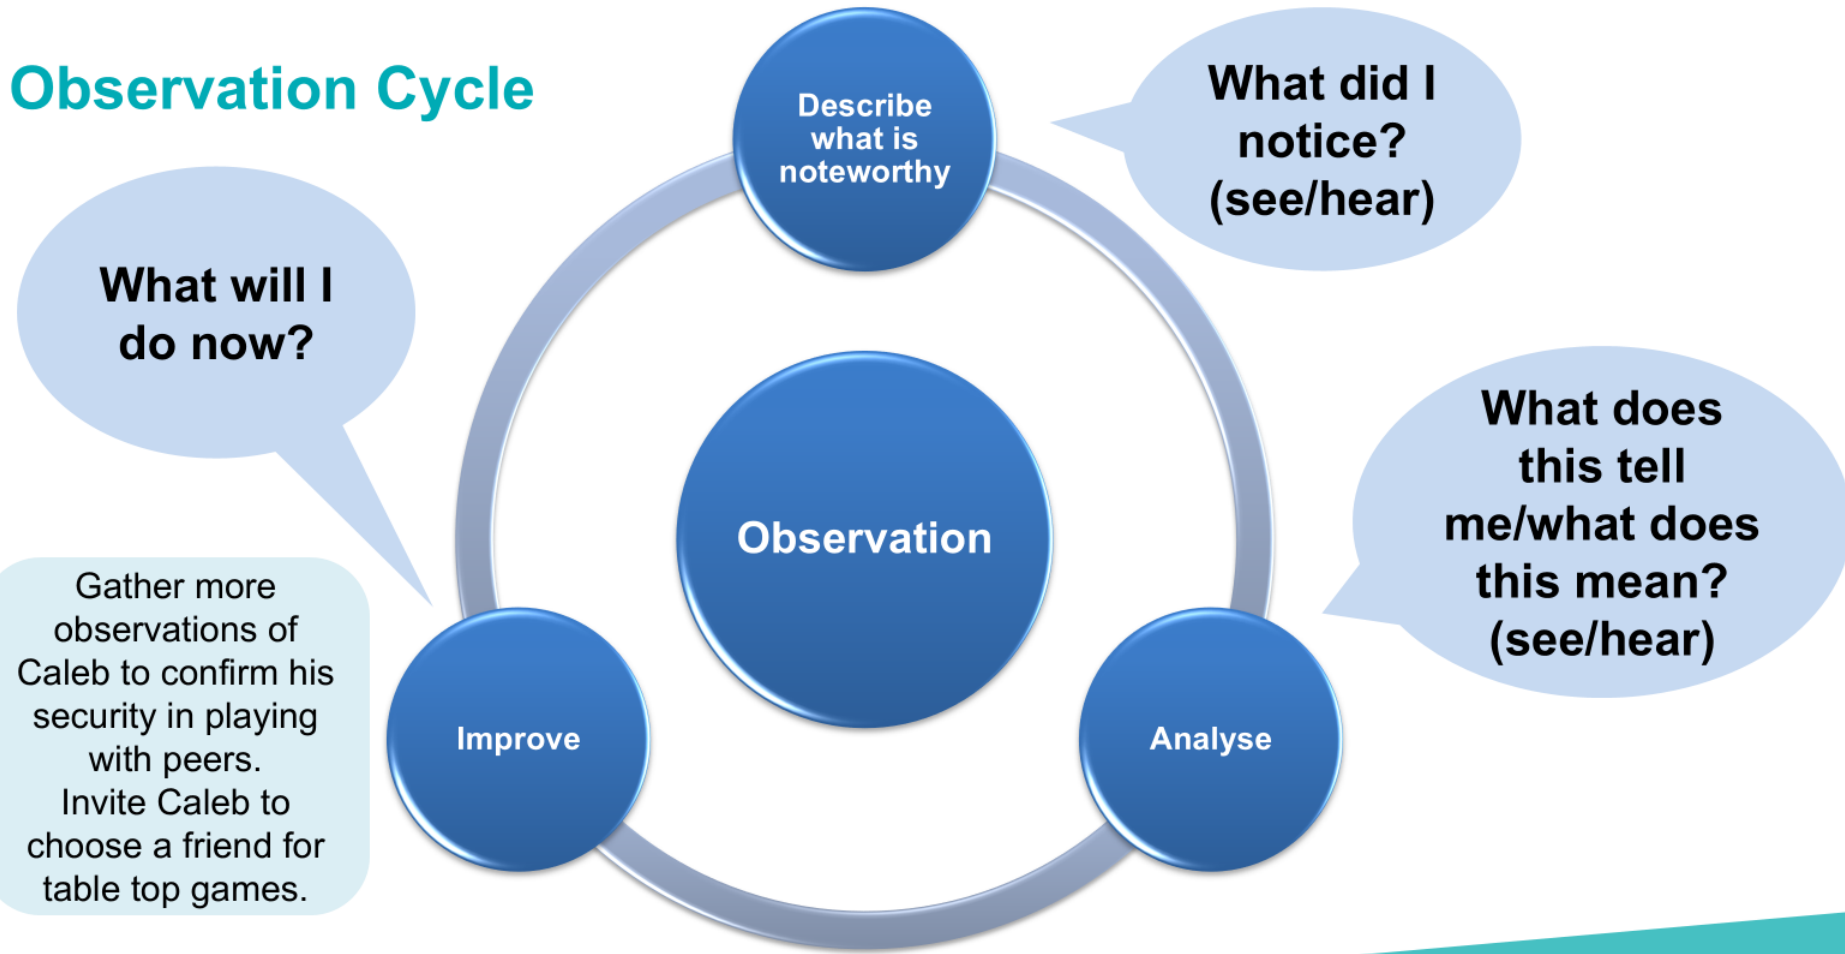 Observation Cycle
Describe
what is
noteworthy
What did I
notice?
(see/hear)
What will I
do now?
What does
this tell
me/what does
this mean?
(see/hear)
Observation
Gather more
observations of
Caleb to confirm his
security in playing
with peers.
Invite Caleb to
choose a friend for
table top games.
Improve
Analyse